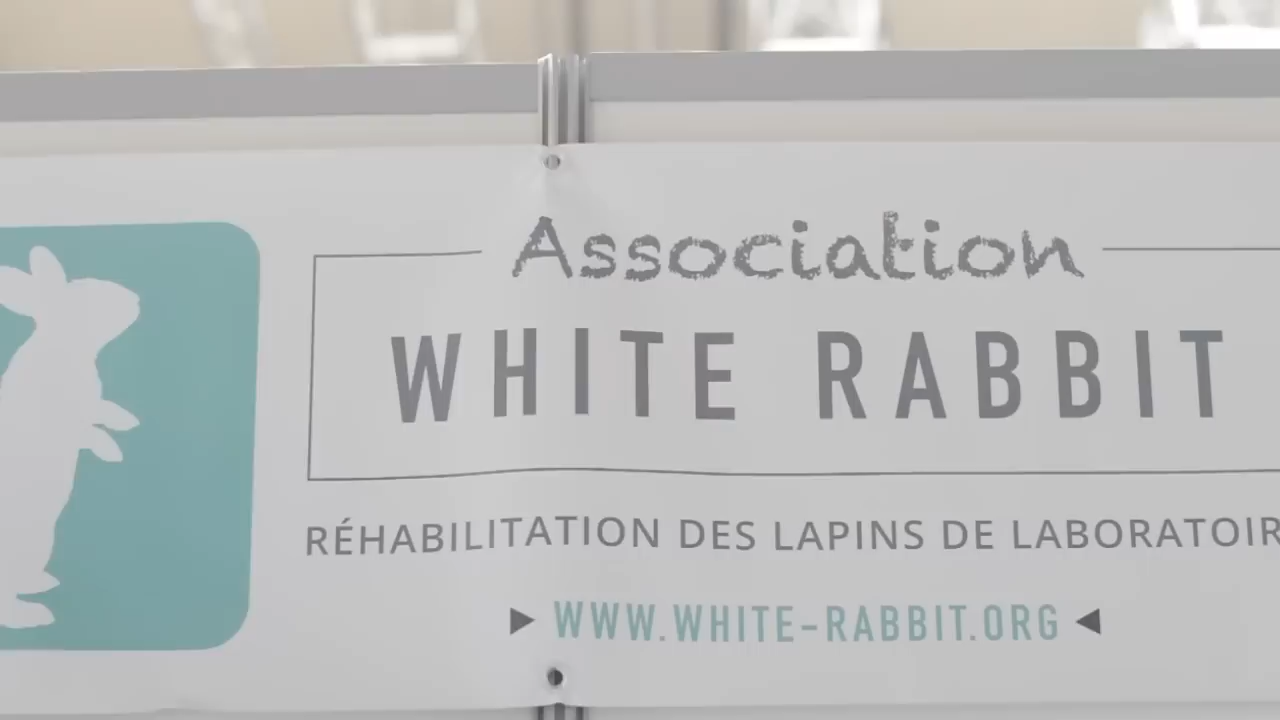 Association
WHITE RABBIT
RÉHABILITATION DES LAPINS DE LABORATOIR
WWW.WHITE-RABBIT.ORG